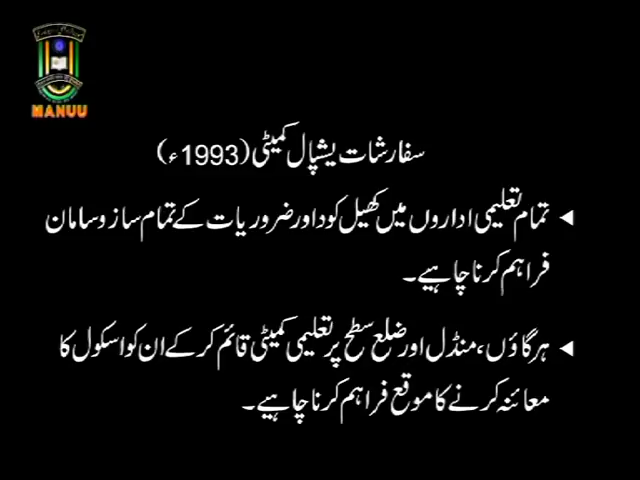 MANUU
سفارشات یشپال کمیٹی (1993ء)
تمام تعلیمی اداروں میں کھیل کود اور ضروریات کے تمام ساز و سامان
فراہم کرنا چاہیے۔
ہر گاؤں، منڈل اور ضلع سطح پر تعلیمی کمیٹی قائم کر کے ان کو اسکول کا
معائنہ کرنے کا موقع فراہم کرنا چاہیے۔